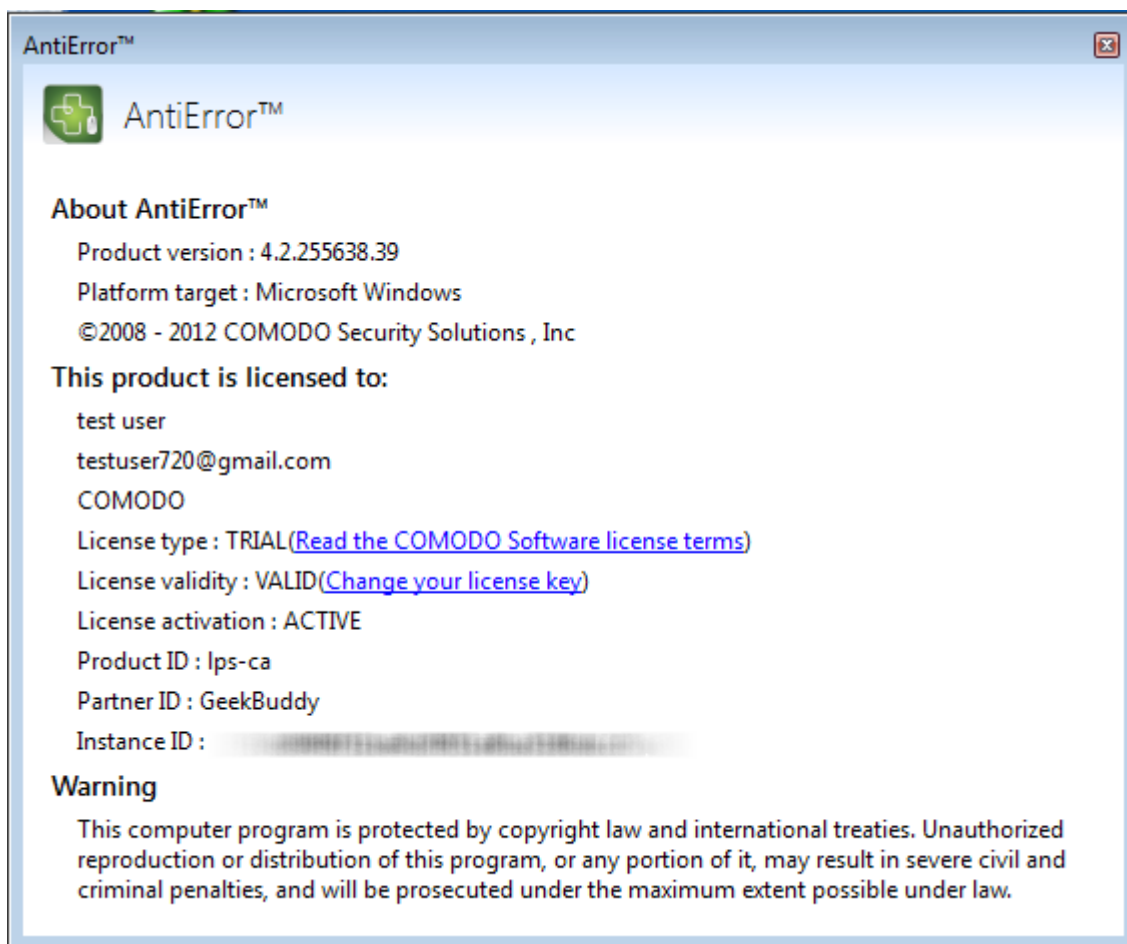 AntiError™
AntiError™
About AntiError™
Product version : 4.2.255638.39
Platform target : Microsoft Windows
©2008 - 2012 COMODO Security Solutions , Inc
This product is licensed to:
test user
testuser720@gmail.com
COMODO
License type : TRIAL(Read the COMODO Software license terms)
License validity : VALID(Change your license key)
License activation : ACTIVE
Product ID : lps-ca
Partner ID : GeekBuddy
Instance ID :
Warning
This computer program is protected by copyright law and international treaties. Unauthorized
reproduction or distribution of this program, or any portion of it, may result in severe civil and
criminal penalties, and will be prosecuted under the maximum extent possible under law.